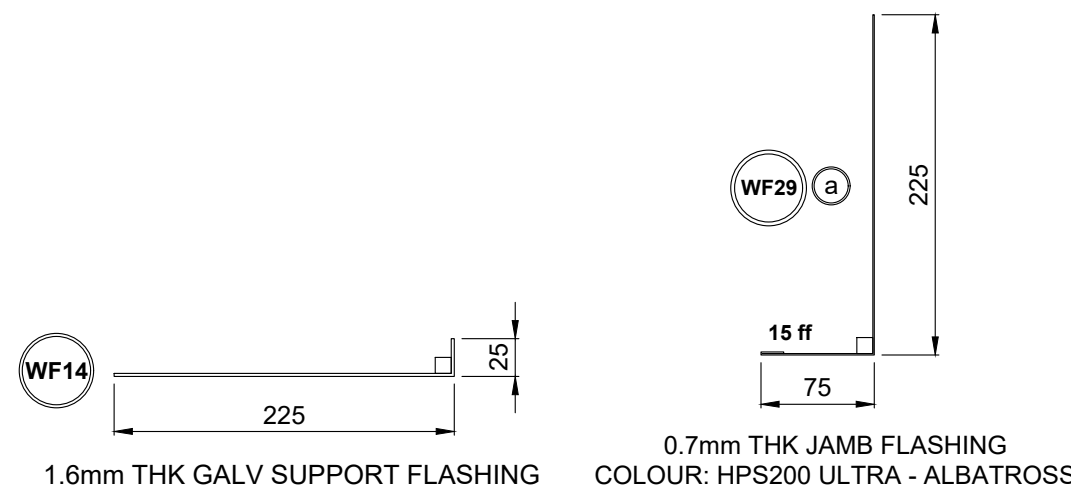 WF14
25
225
1.6mm THK GALV SUPPORT FLASHING
WF29 a
225
15 ff
75
0.7mm THK JAMB FLASHING
COLOUR: HPS200 ULTRA - ALBATROSS